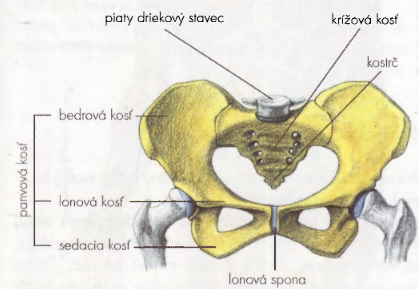 piaty driekový stavec
krížová kosť
kostrč
bedrová kosť
panvová kosť
lonová kosť
sedacia kosť
lonová spona